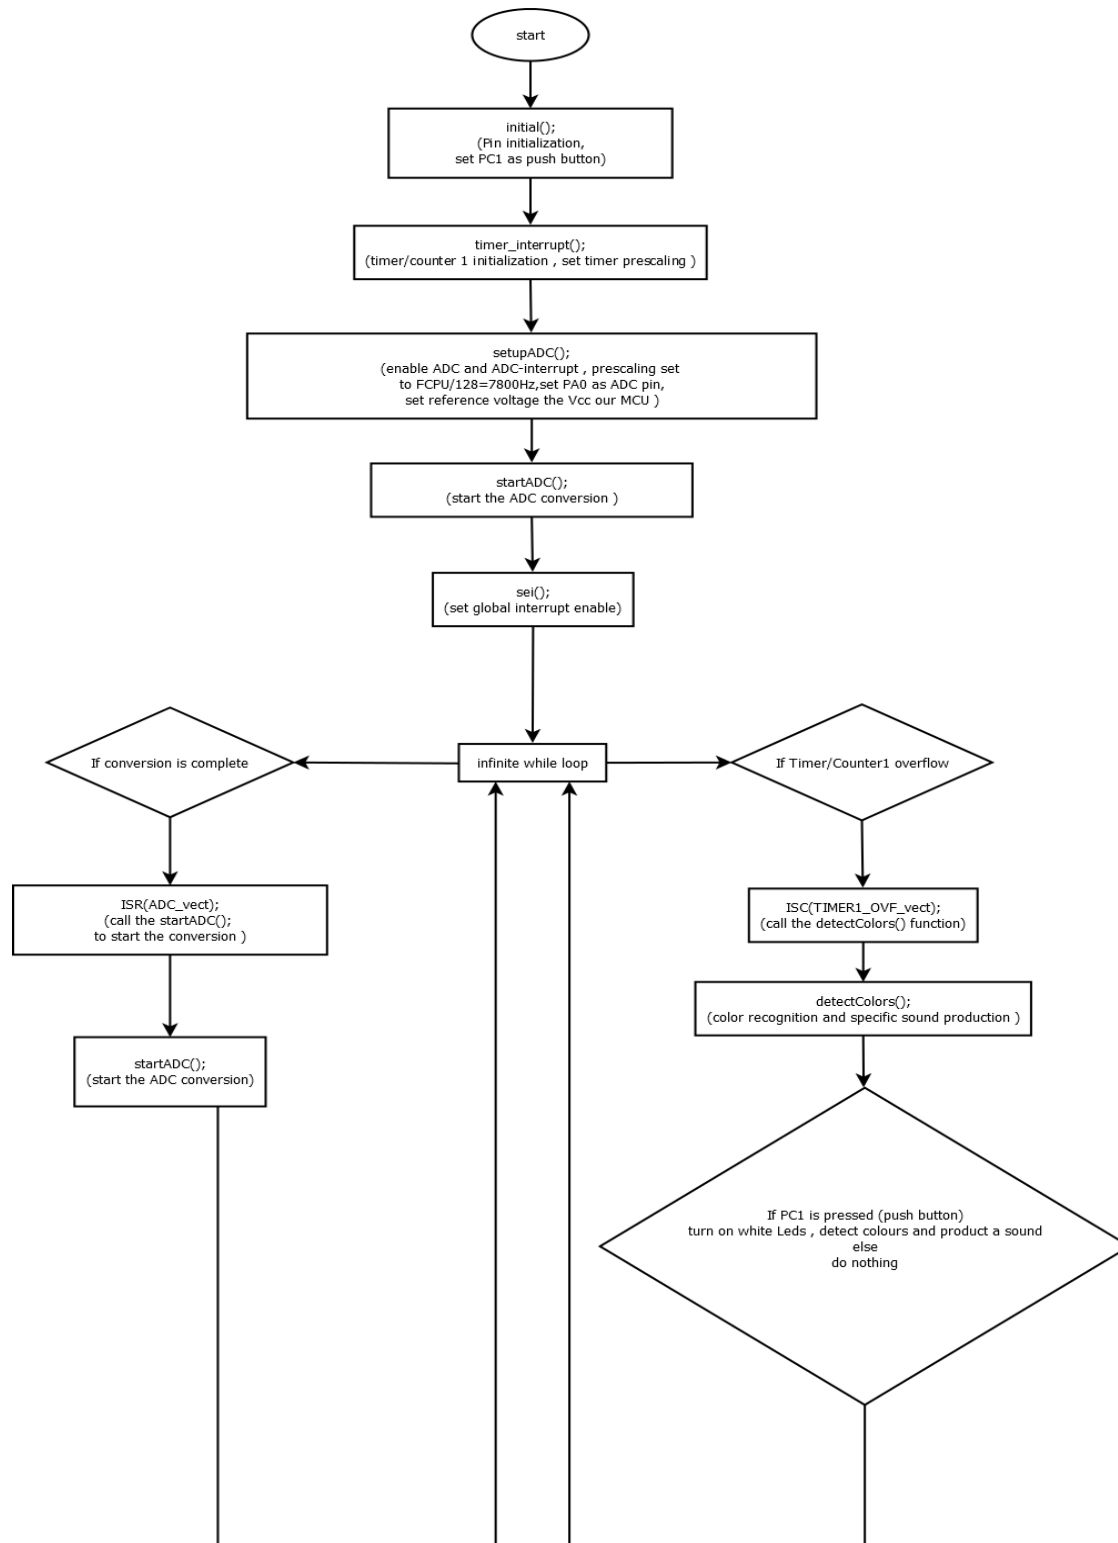 start
initial();
(Pin initialization,
set PC1 as push button)
timer_interrupt();
(timer/counter 1 initialization , set timer prescaling )
setupADC();
(enable ADC and ADC-interrupt , prescaling set
to FCPU/128=7800Hz,set PA0 as ADC pin,
set reference voltage the Vcc our MCU )
startADC();
(start the ADC conversion )
sei();
(set global interrupt enable)
If conversion is complete
infinite while loop
If Timer/Counter1 overflow
ISR(ADC_vect);
(call the startADC();
to start the conversion )
ISC(TIMER1_OVF_vect);
(call the detectColors() function)
detectColors();
(color recognition and specific sound production )
startADC();
(start the ADC conversion)
If PC1 is pressed (push button)
turn on white Leds , detect colours and product a sound
else
do nothing